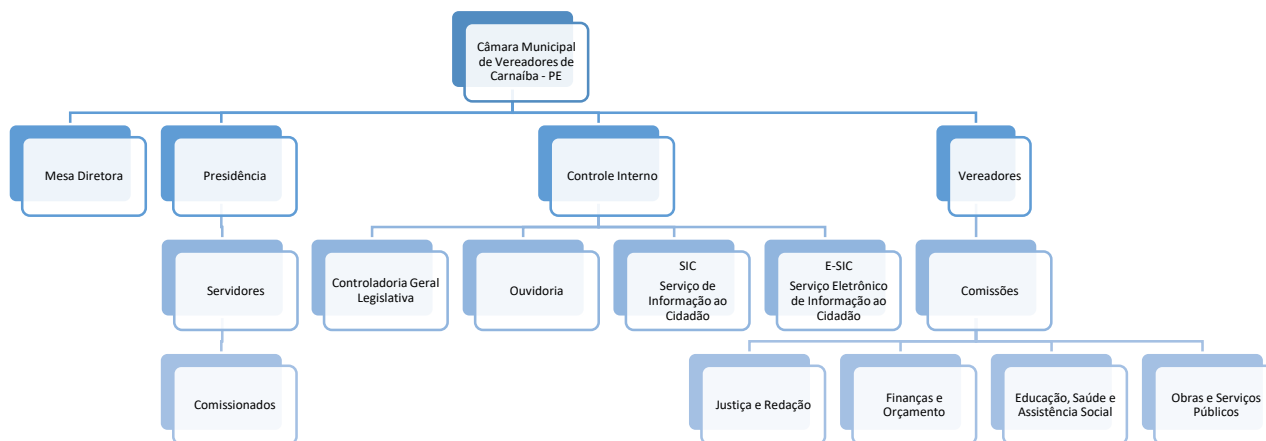 Câmara Municipal
de Vereadores de
Carnaíba - PE
Mesa Diretora
Presidência
Controle Interno
Vereadores
Servidores
Controladoria Geral
Legislativa
Ouvidoria
SIC
Serviço de
Informação ao
Cidadão
E-SIC
Serviço Eletrônico
de Informação ao
Cidadão
Comissões
Comissionados
Justiça e Redação
Finanças e
Orçamento
Educação, Saúde e
Assistência Social
Obras e Serviços
Públicos